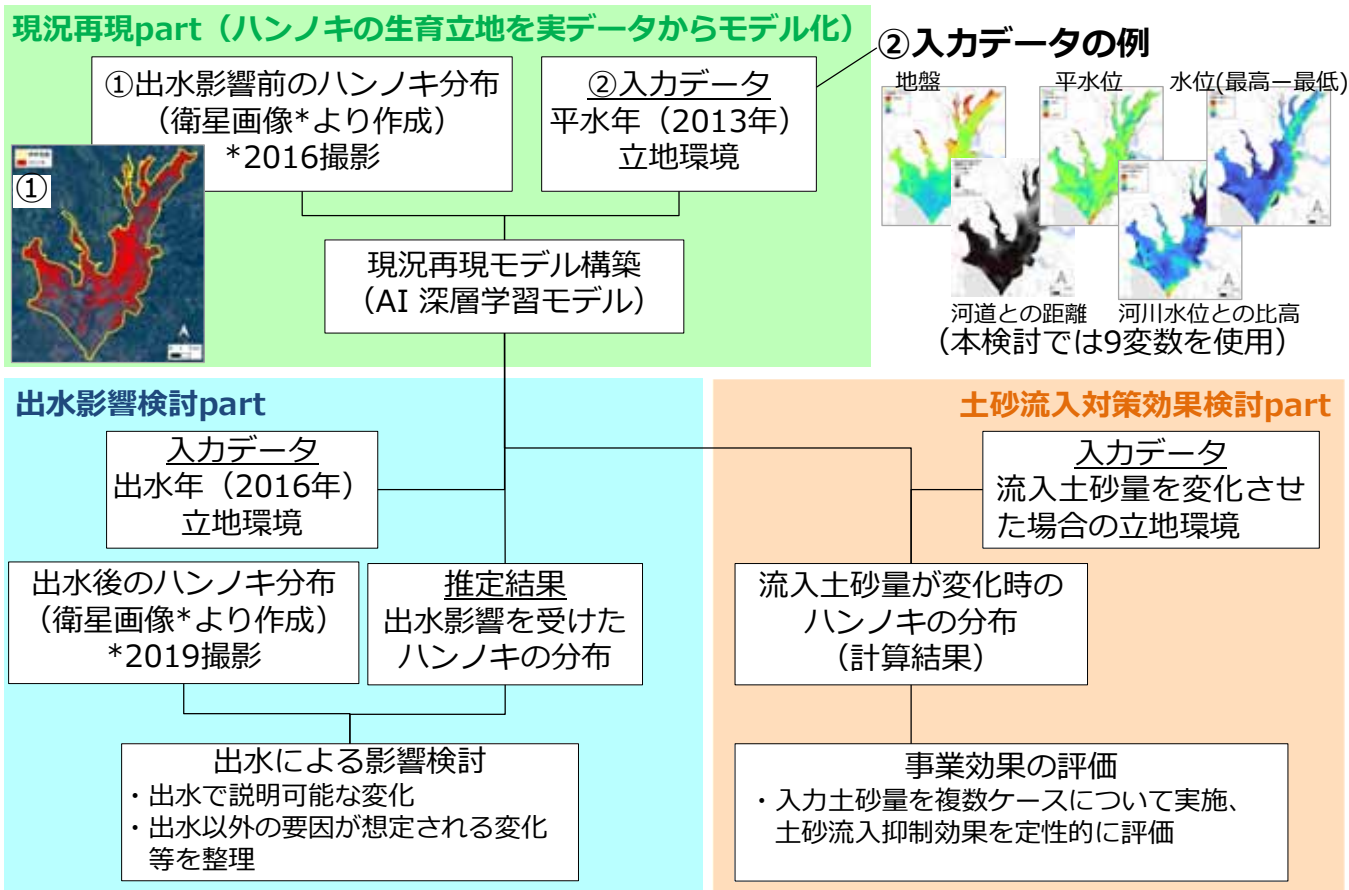 現況再現part（ハンノキの生育立地を実データからモデル化）
①出水影響前のハンノキ分布
（衛星画像*より作成）
*2016撮影
①
②入力データ
平水年（2013年）
立地環境
現況再現モデル構築
（AI 深層学習モデル）
②入力データの例
地盤
平水位
水位(最高ー最低)
河道との距離
河川水位との比高
（本検討では9変数を使用）
出水影響検討part
入力データ
出水年（2016年）
立地環境
出水後のハンノキ分布
（衛星画像*より作成）
*2019撮影
推定結果
出水影響を受けた
ハンノキの分布
出水による影響検討
・出水で説明可能な変化
・出水以外の要因が想定される変化
等を整理
土砂流入対策効果検討part
入力データ
流入土砂量を変化させ
た場合の立地環境
流入土砂量が変化時の
ハンノキの分布
（計算結果）
事業効果の評価
・入力土砂量を複数ケースについて実施、
土砂流入抑制効果を定性的に評価